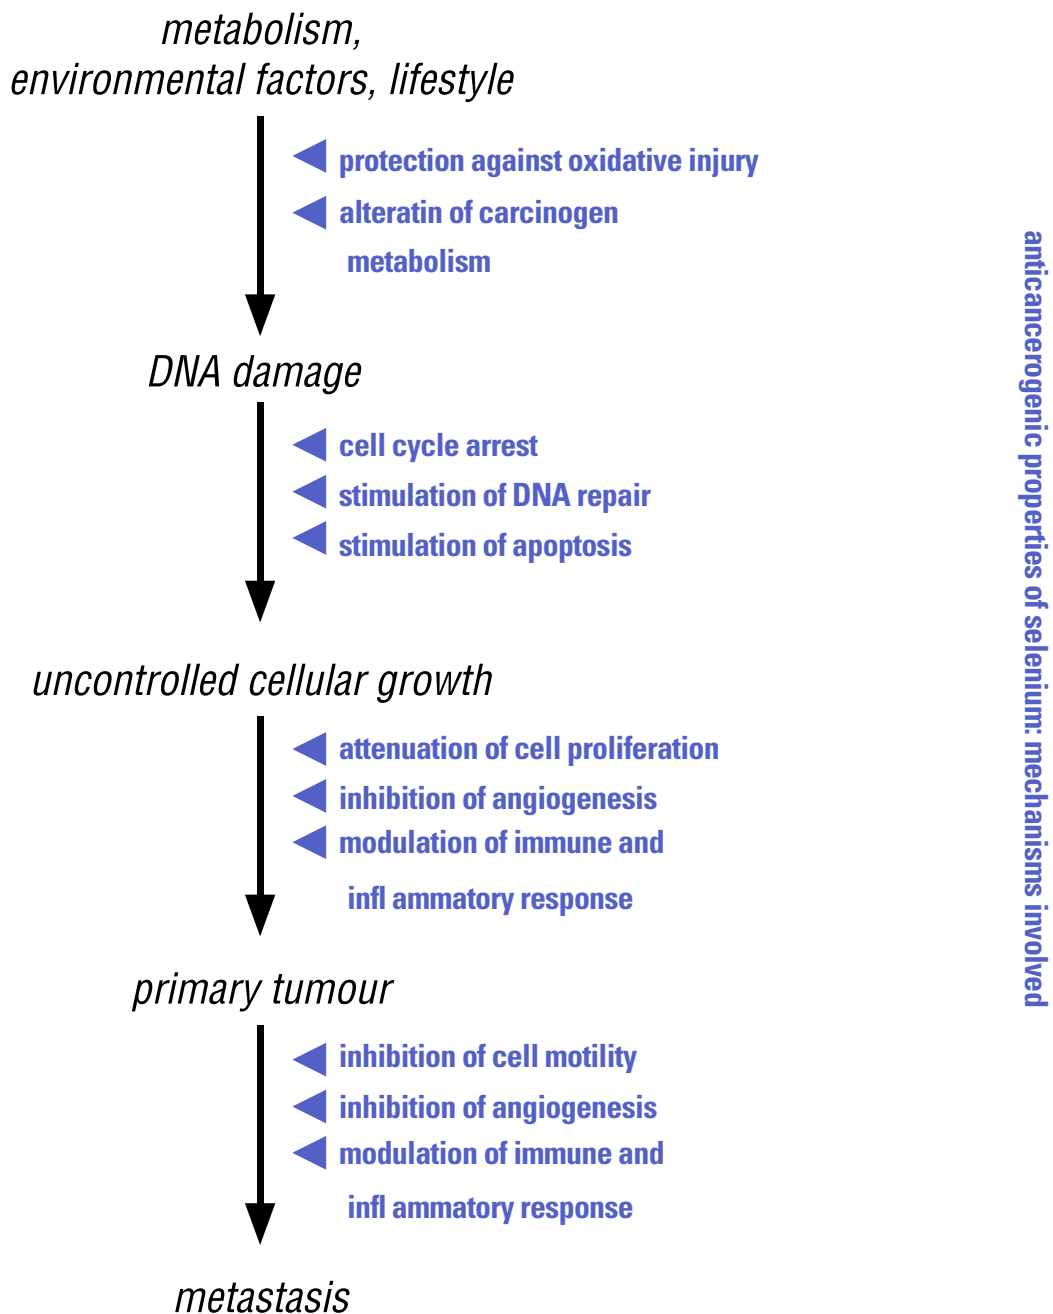 metabolism,
environmental factors, lifestyle
protection against oxidative injury
alteratin of carcinogen
metabolism
DNA damage
cell cycle arrest
stimulation of DNA repair
stimulation of apoptosis
uncontrolled cellular growth
attenuation of cell proliferation
inhibition of angiogenesis
modulation of immune and
infl ammatory response
primary tumour
inhibition of cell motility
inhibition of angiogenesis
modulation of immune and
infl ammatory response
metastasis
anticancerogenic properties of selenium: mechanisms involved